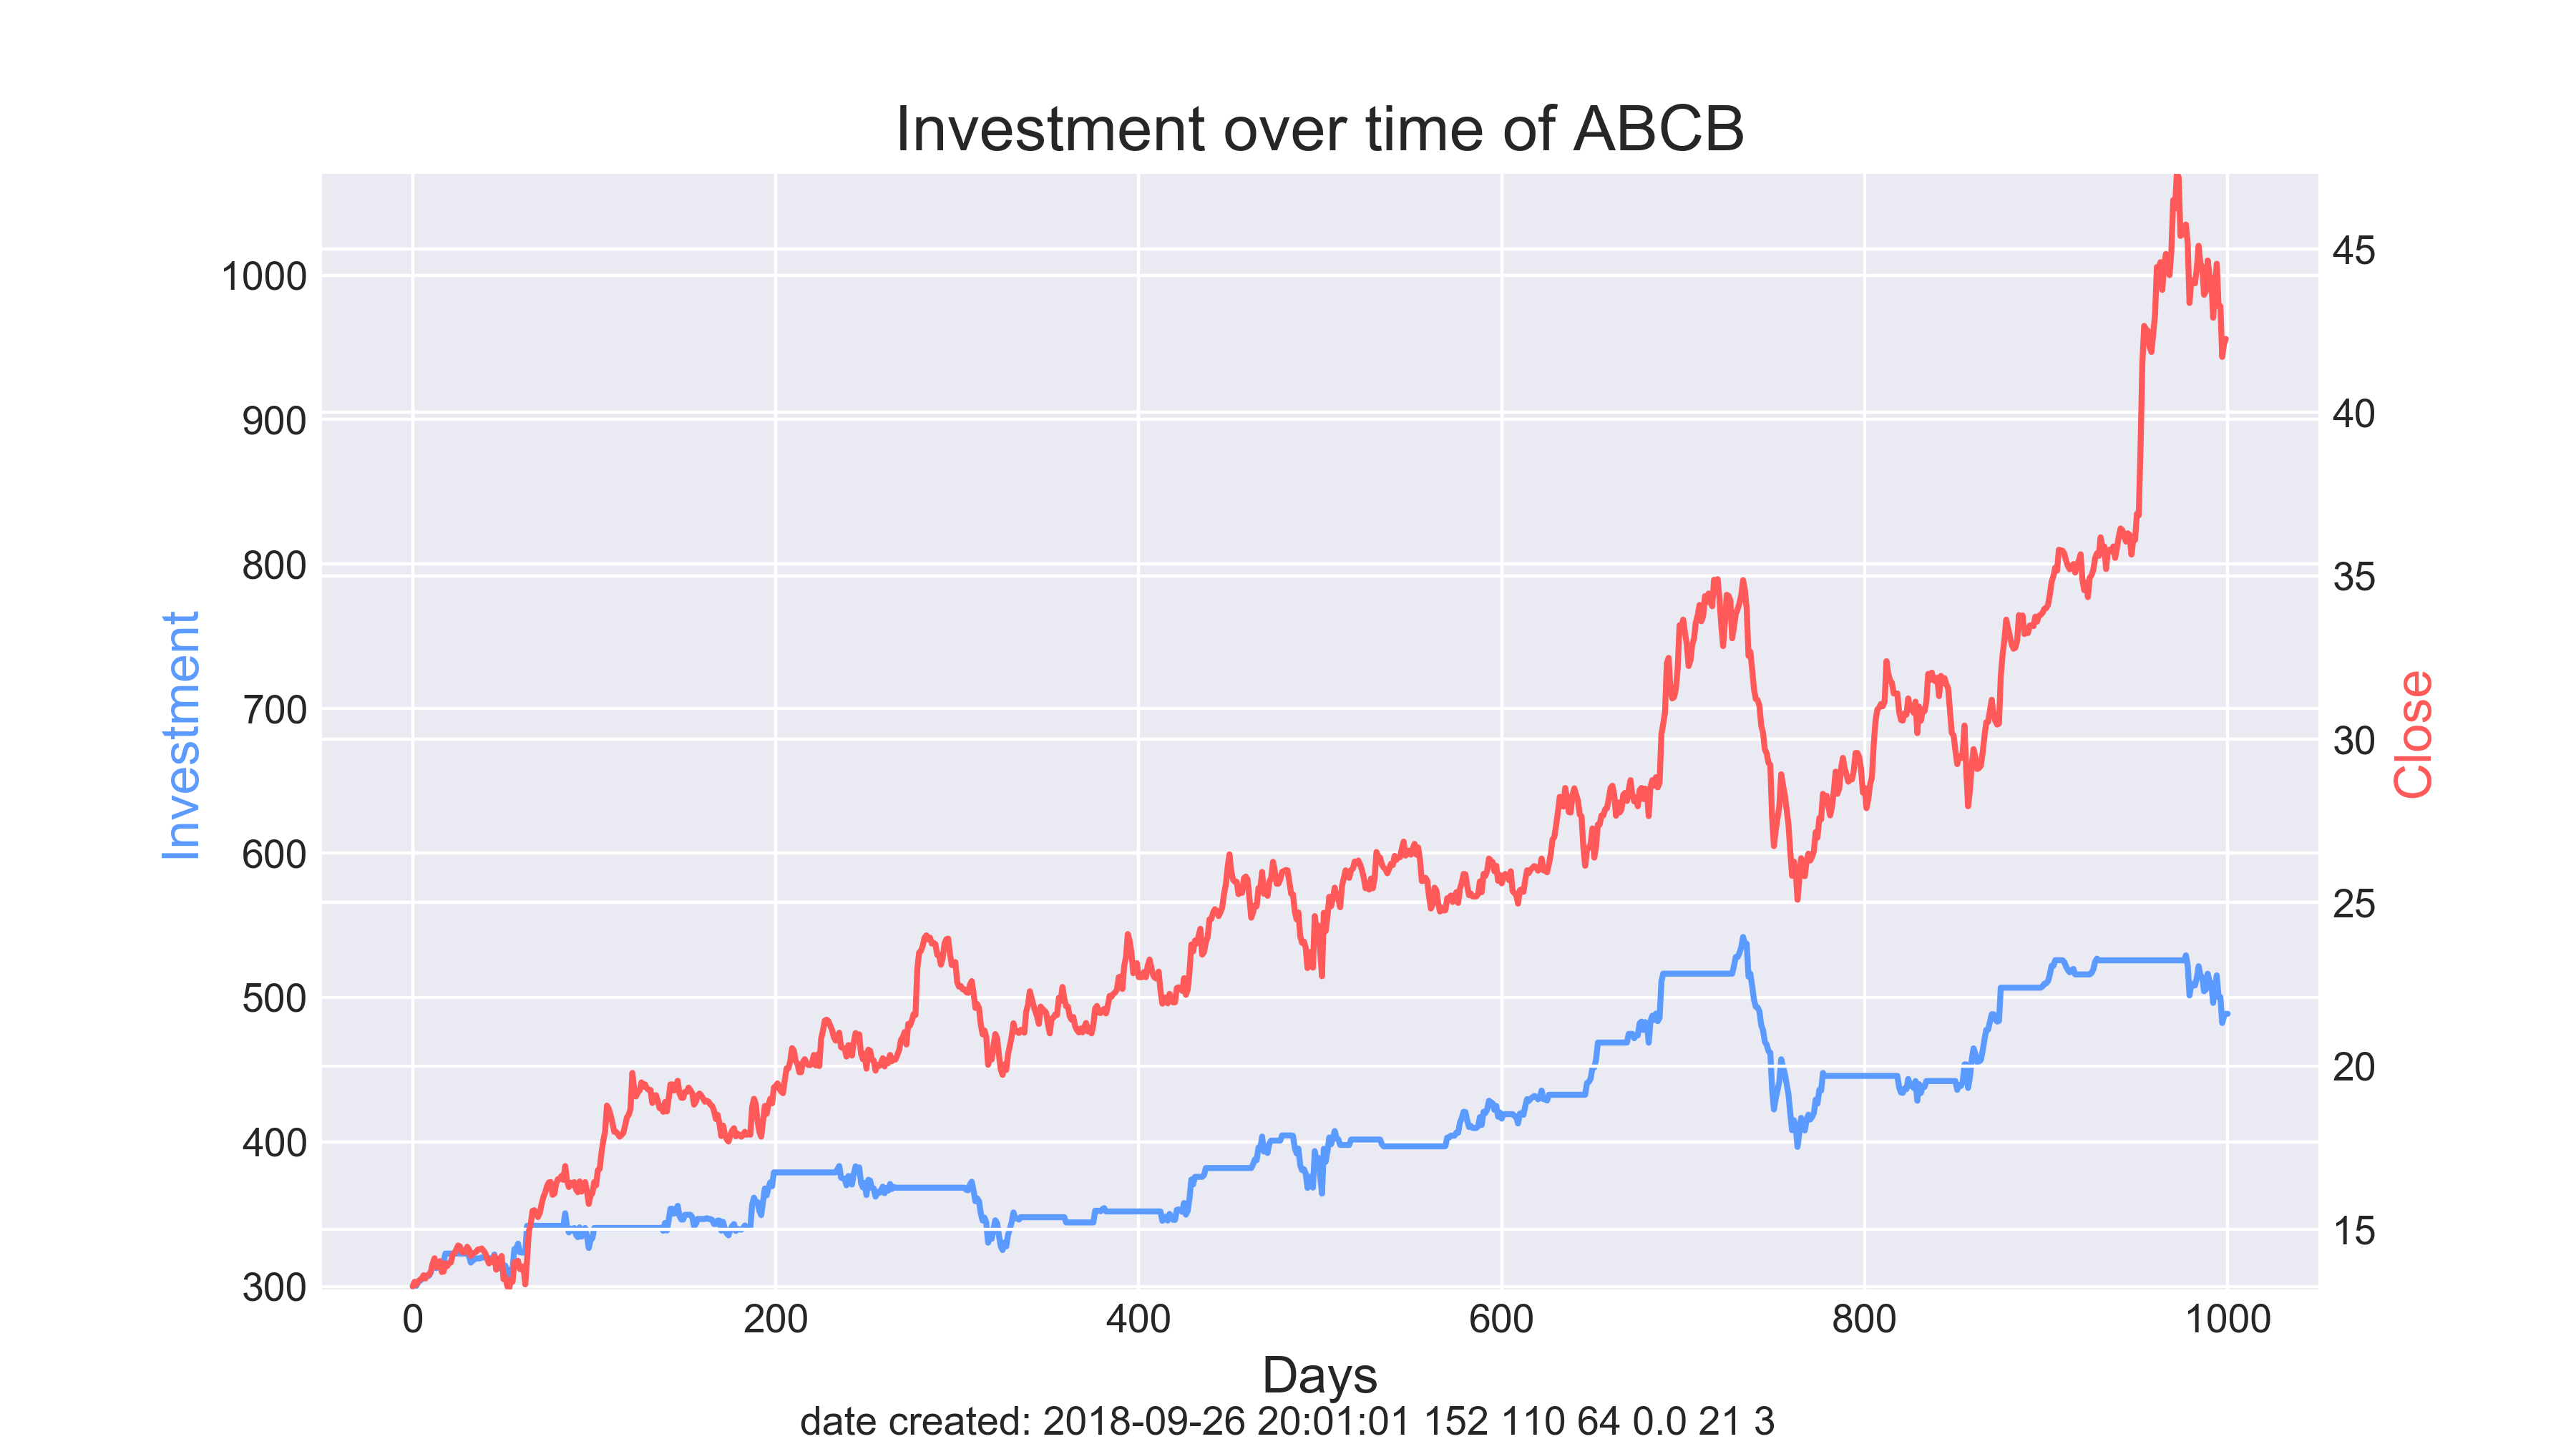 Investment over time of ABCB
1000
900
800
700
600
500
400
300
Investment
45
40
35
30
25
20
15
Close
0 200 400 600 800 1000
Days
date created: 2018-09-26 20:01:01 152 110 64 0.0 21 3